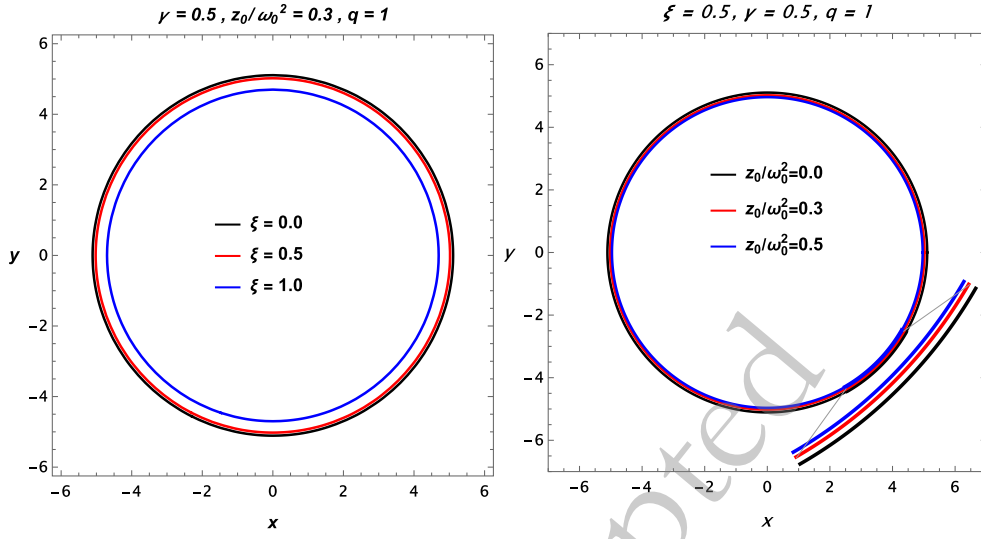 γ = 0.5 , z₀/ω₀² = 0.3 , q = 1
6
4
2
0
−2
−4
−6
y
−6
−4
−2
0
2
4
6
x
ξ = 0.0
ξ = 0.5
ξ = 1.0
ξ = 0.5, γ = 0.5, q = 1
6
4
2
0
−2
−4
−6
y
−6
−4
−2
0
2
4
6
x
z₀/ω₀²=0.0
z₀/ω₀²=0.3
z₀/ω₀²=0.5
pted